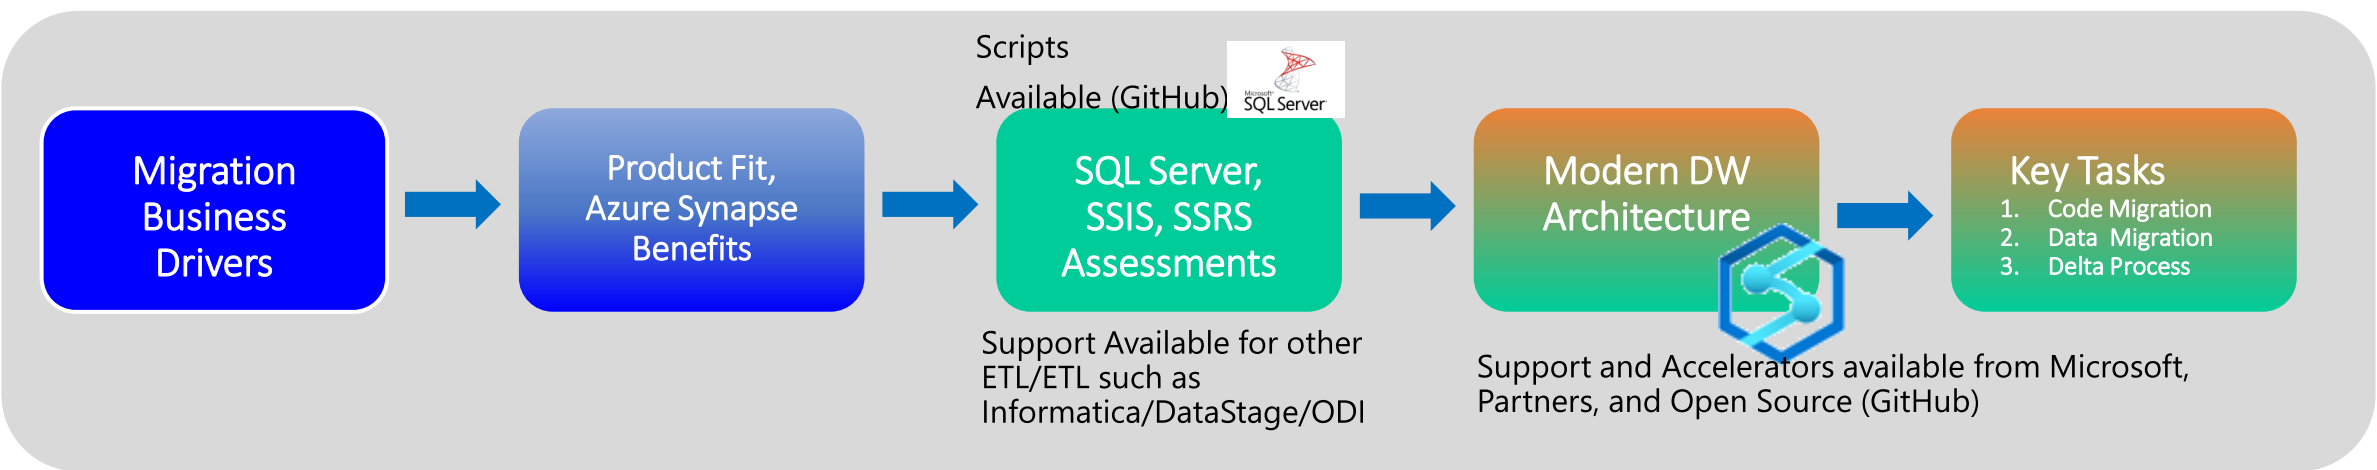 Scripts
Available (GitHub)
Microsoft
SQL Server
Migration
Business
Drivers
Product Fit,
Azure Synapse
Benefits
SQL Server,
SSIS, SSRS
Assessments
Modern DW
Architecture
Key Tasks
1. Code Migration
2. Data Migration
3. Delta Process
Support Available for other
ETL/ETL such as
Informatica/DataStage/ODI
Support and Accelerators available from Microsoft,
Partners, and Open Source (GitHub)